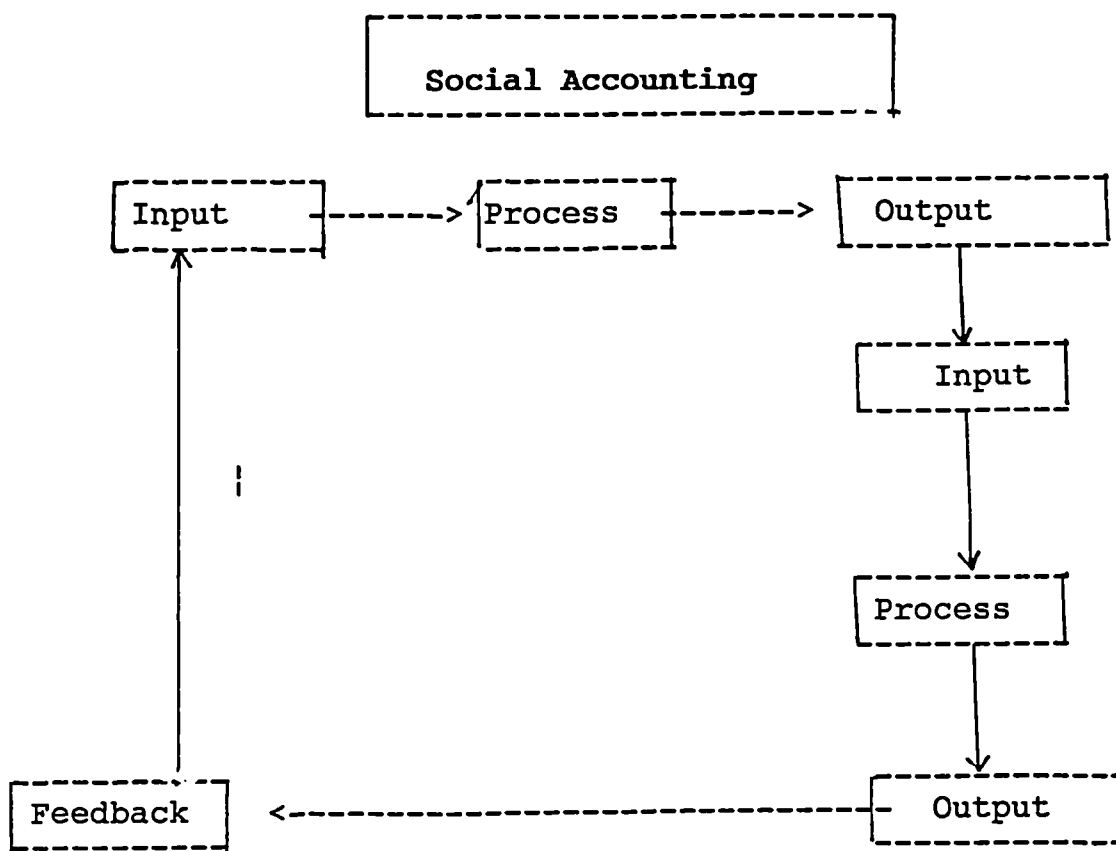 Social Accounting
Input
Process
Output
Input
Process
Output
Feedback